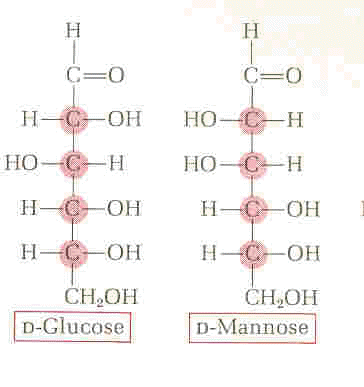 H H
C=O C=O
H—C—OH HO—C—H
HO—C—H HO—C—H
H—C—OH H—C—OH
H—C—OH H—C—OH
CH₂OH CH₂OH
D-Glucose D-Mannose